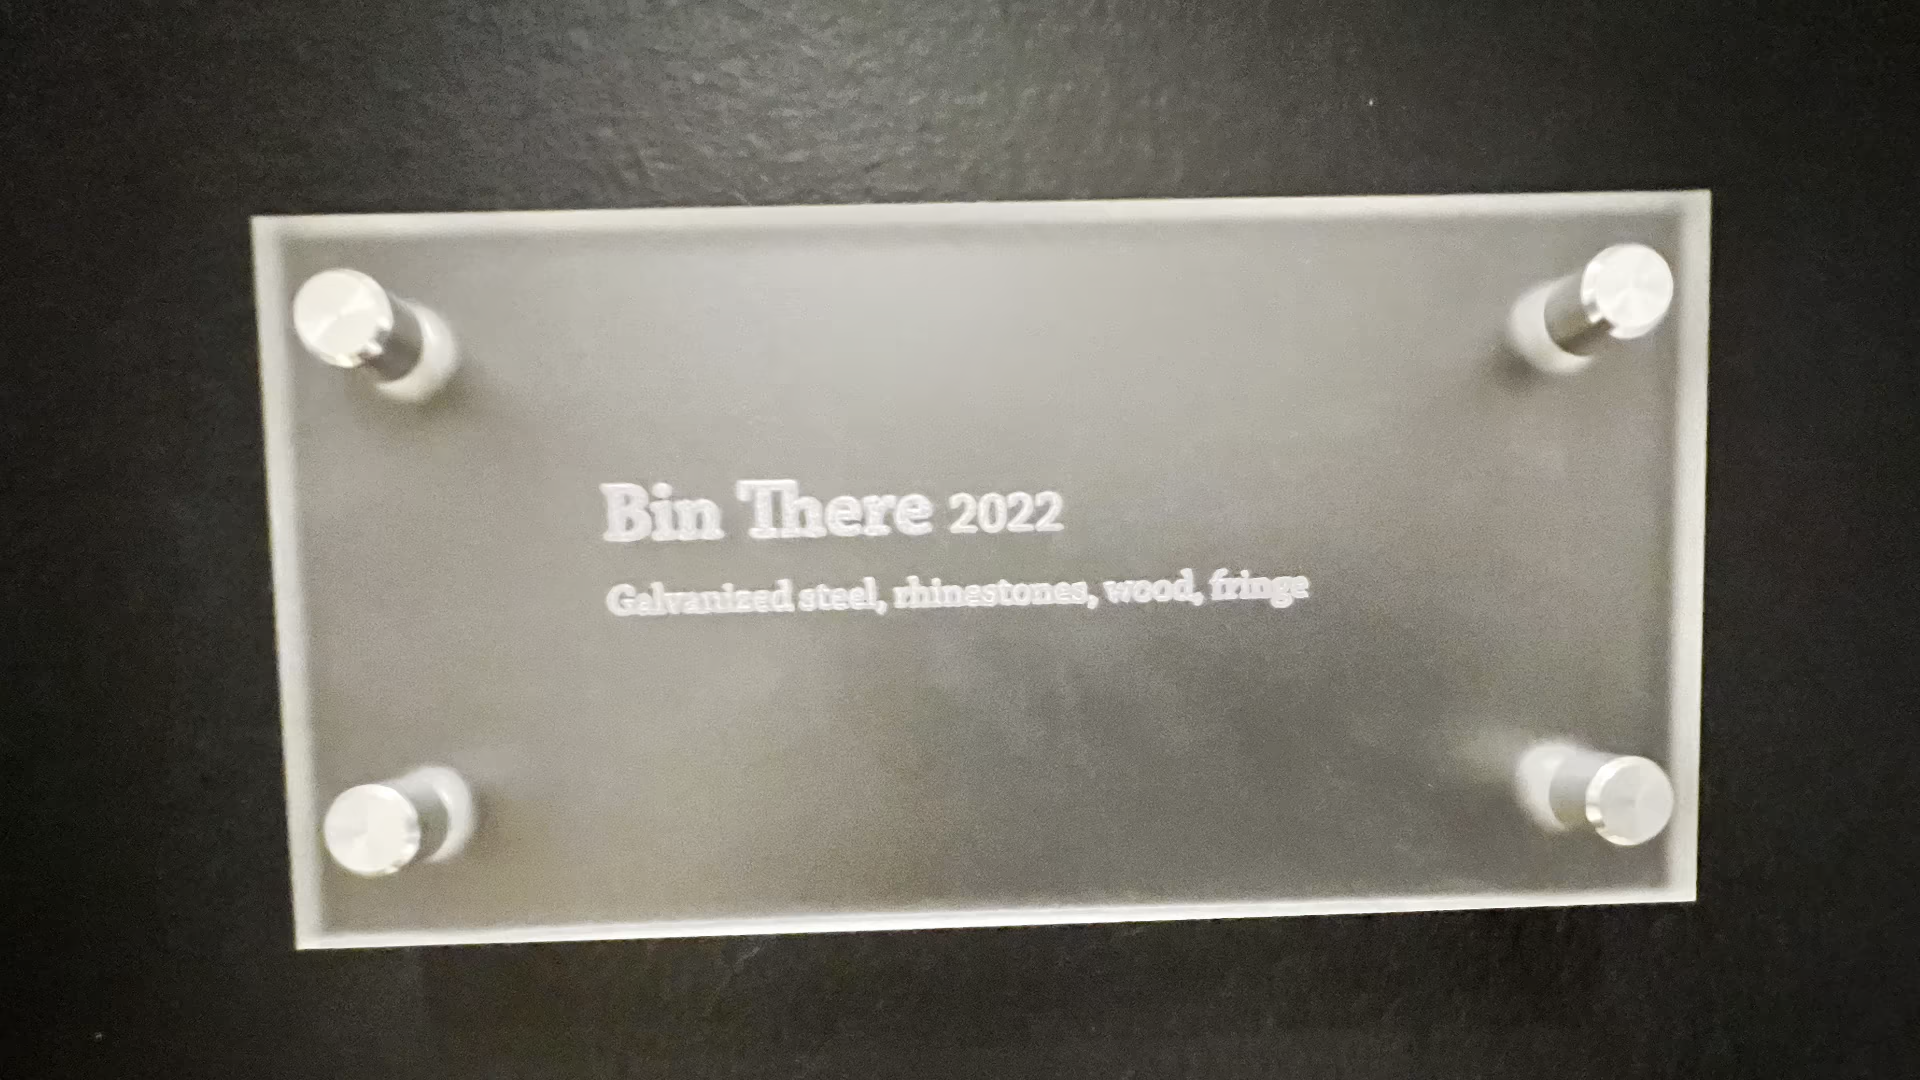 Bin There 2022
Galvanized steel, rhinestones, wood, fringe